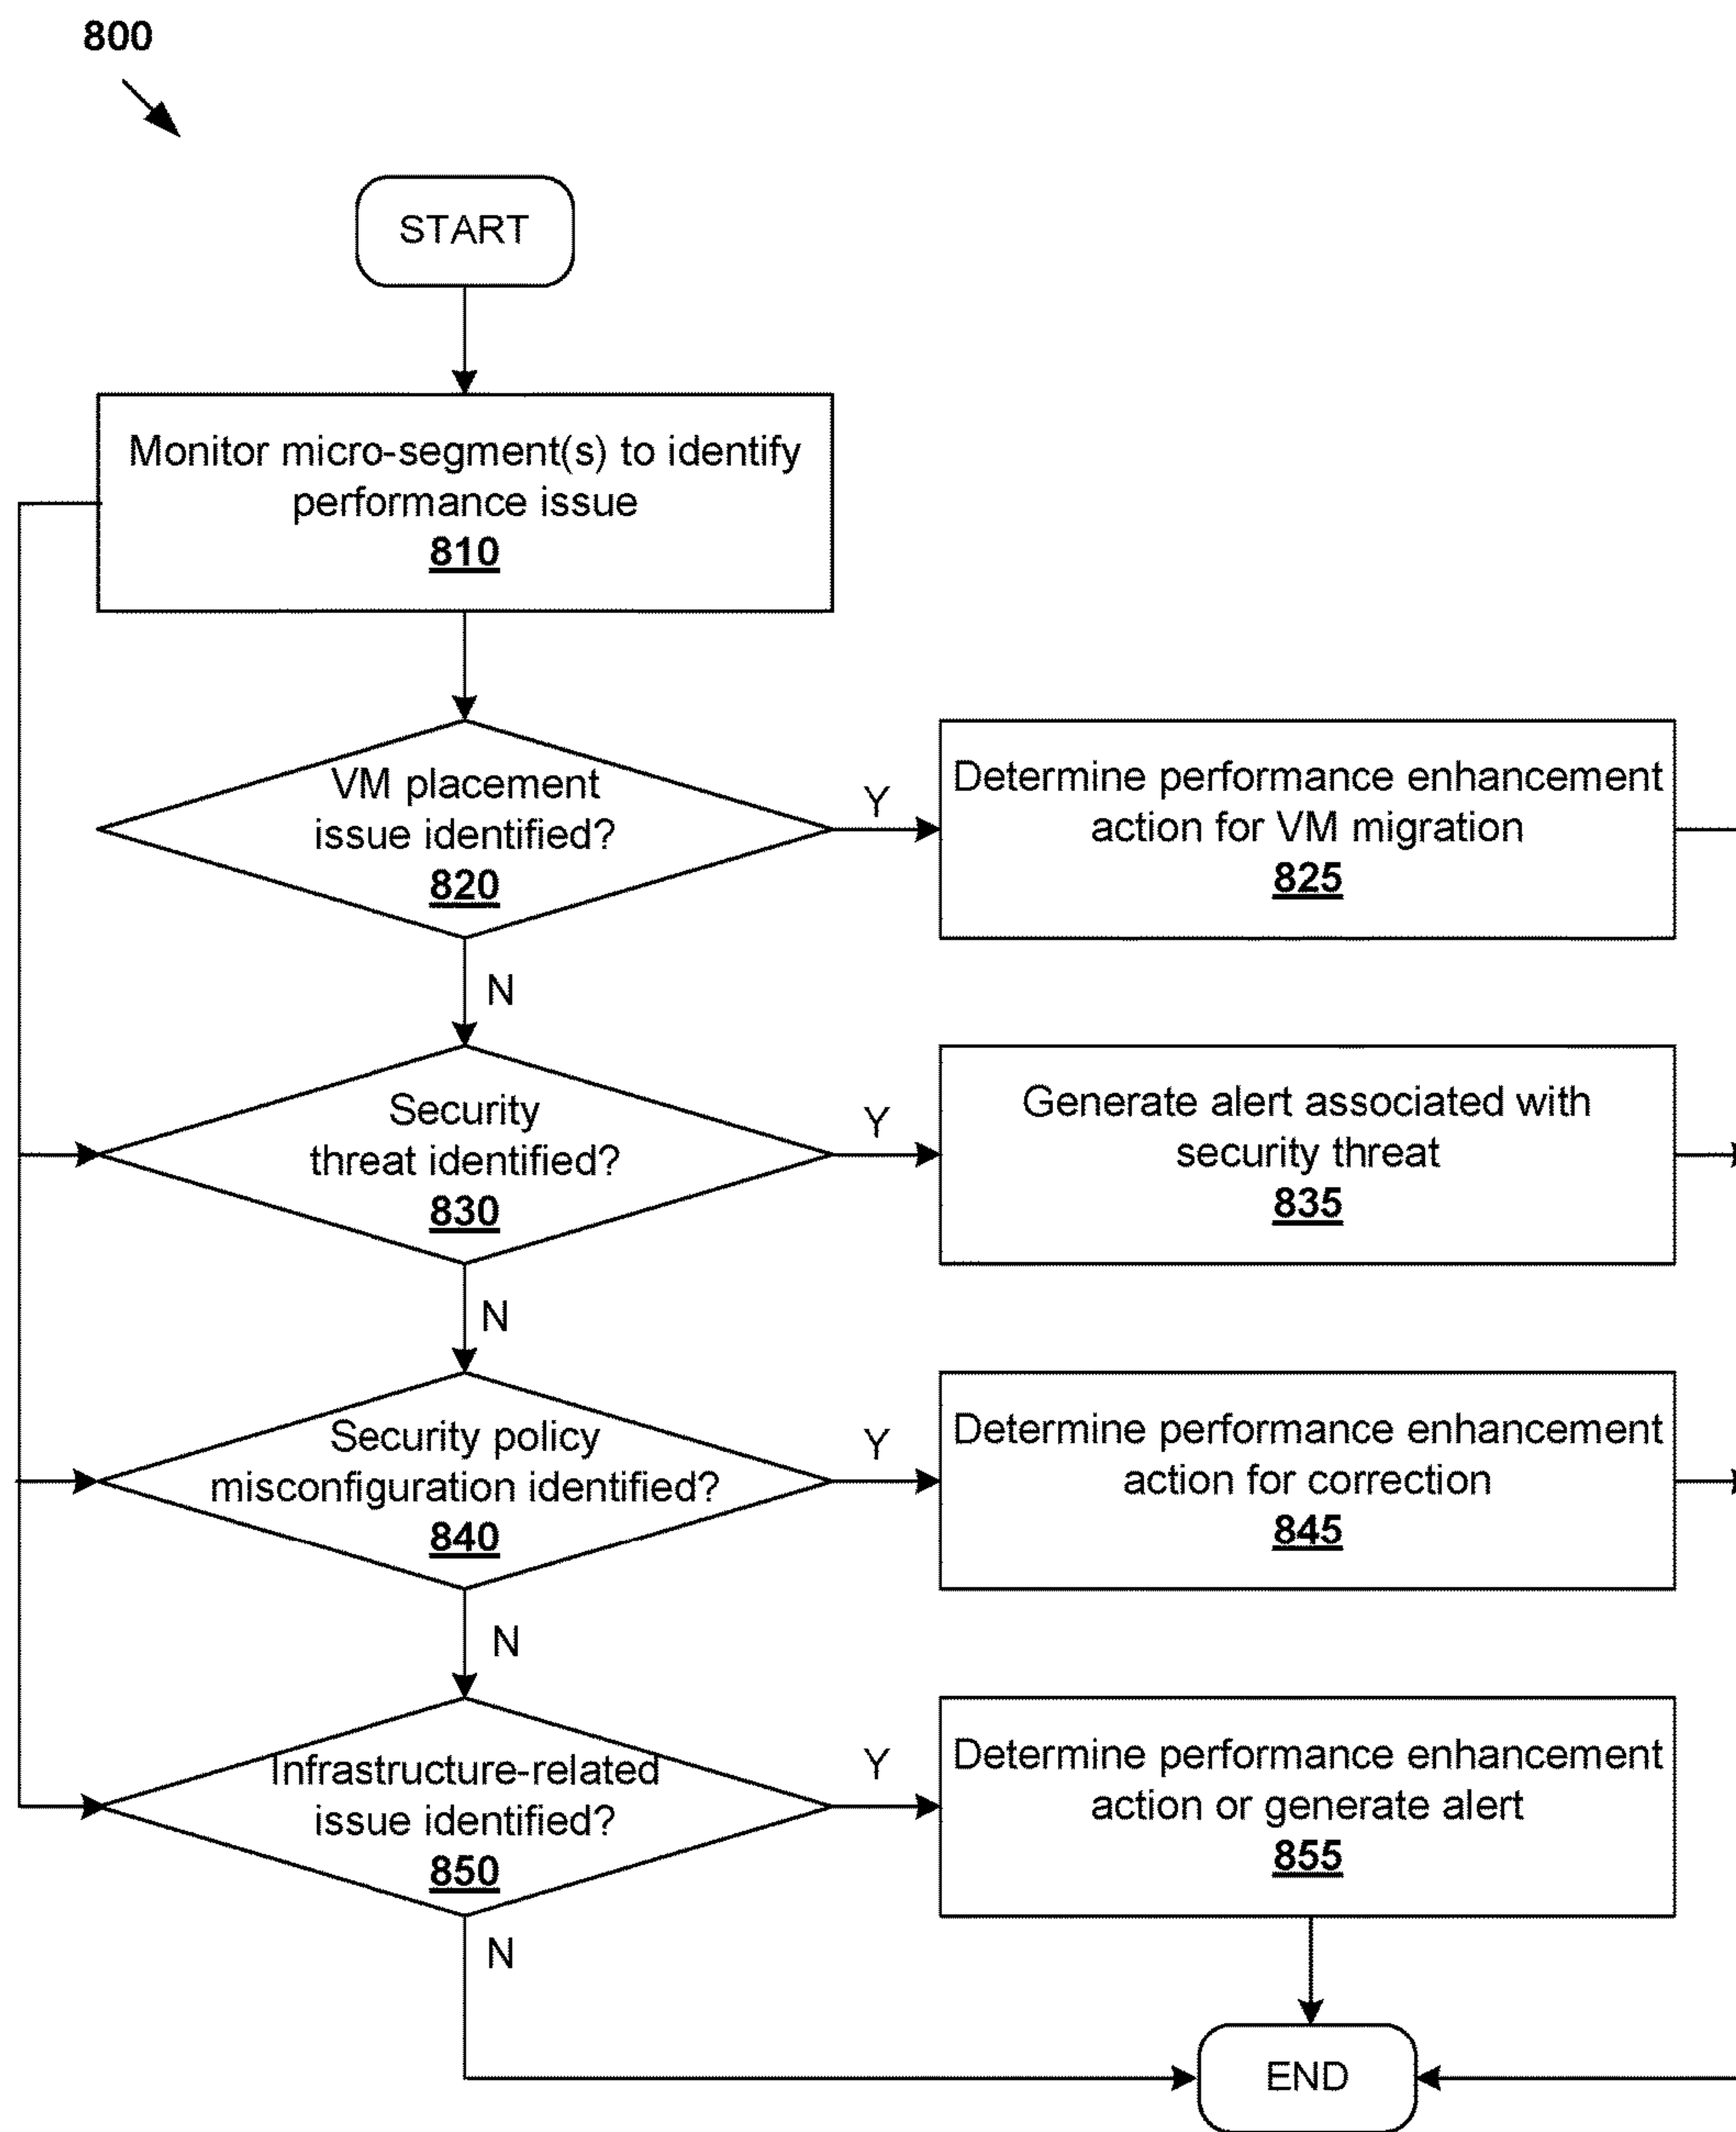 800
START
Monitor micro-segment(s) to identify
performance issue
810
VM placement
issue identified?
820
Y
Determine performance enhancement
action for VM migration
825
N
Security
threat identified?
830
Y
Generate alert associated with
security threat
835
N
Security policy
misconfiguration identified?
840
Y
Determine performance enhancement
action for correction
845
N
Infrastructure-related
issue identified?
850
Y
Determine performance enhancement
action or generate alert
855
N
END